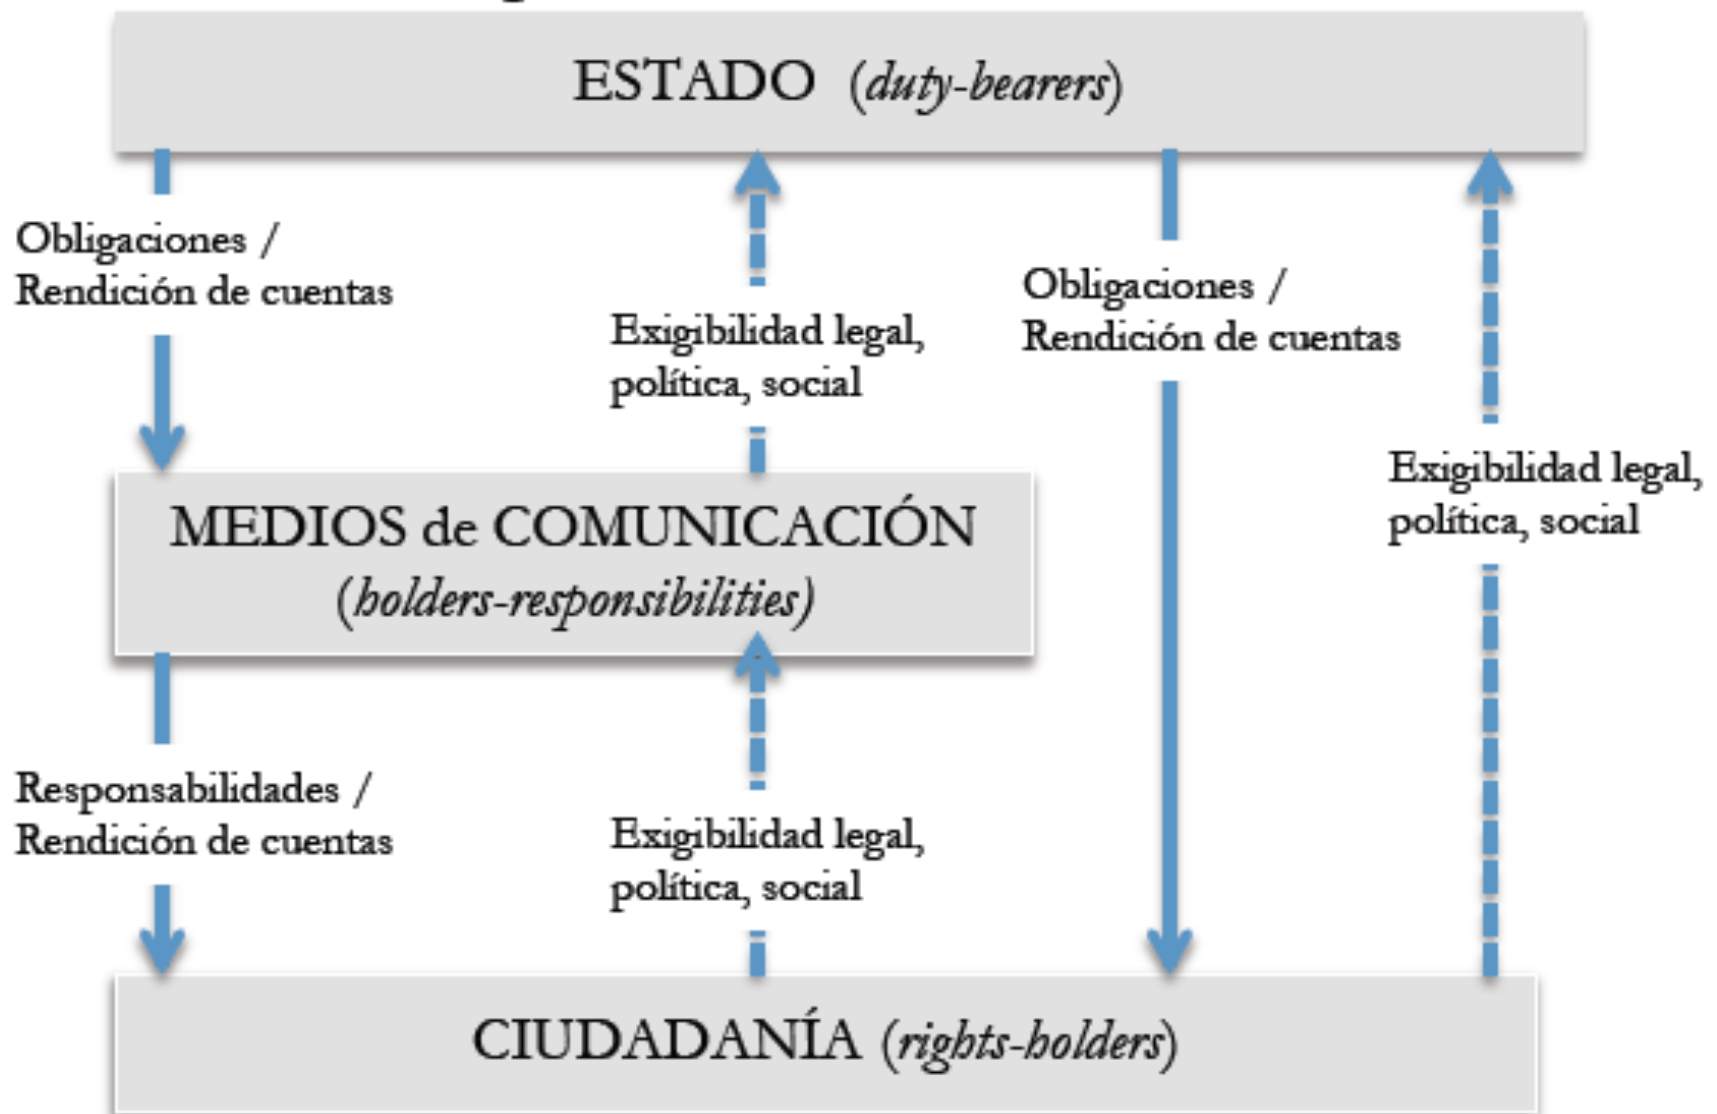 ESTADO (duty-bearers)
Obligaciones /
Rendición de cuentas
Exigibilidad legal,
política, social
Obligaciones /
Rendición de cuentas
Exigibilidad legal,
política, social
MEDIOS de COMUNICACIÓN
(holders-responsibilities)
Responsabilidades /
Rendición de cuentas
Exigibilidad legal,
política, social
CIUDADANÍA (rights-holders)